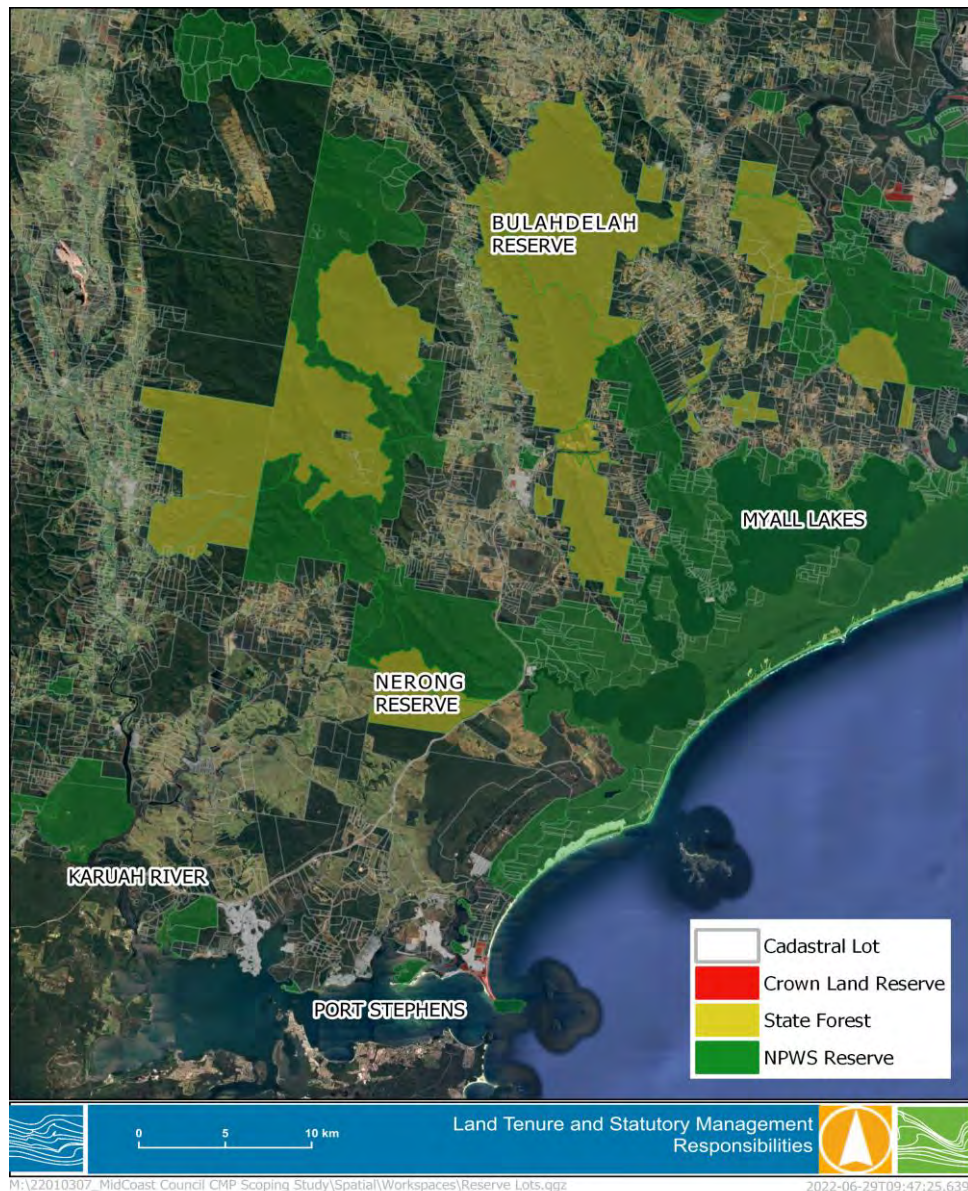 BULAHDELAH
RESERVE
MYALL LAKES
NERONG
RESERVE
KARUAH RIVER
PORT STEPHENS
Cadastral Lot
Crown Land Reserve
State Forest
NPWS Reserve
0 5 10 km
Land Tenure and Statutory Management
Responsibilities
M:\22010307_MidCoast Council CMP Scoping Study\Spatial\Workspaces\Reserve Lots.qgz 2022-06-29T09:47:25.639